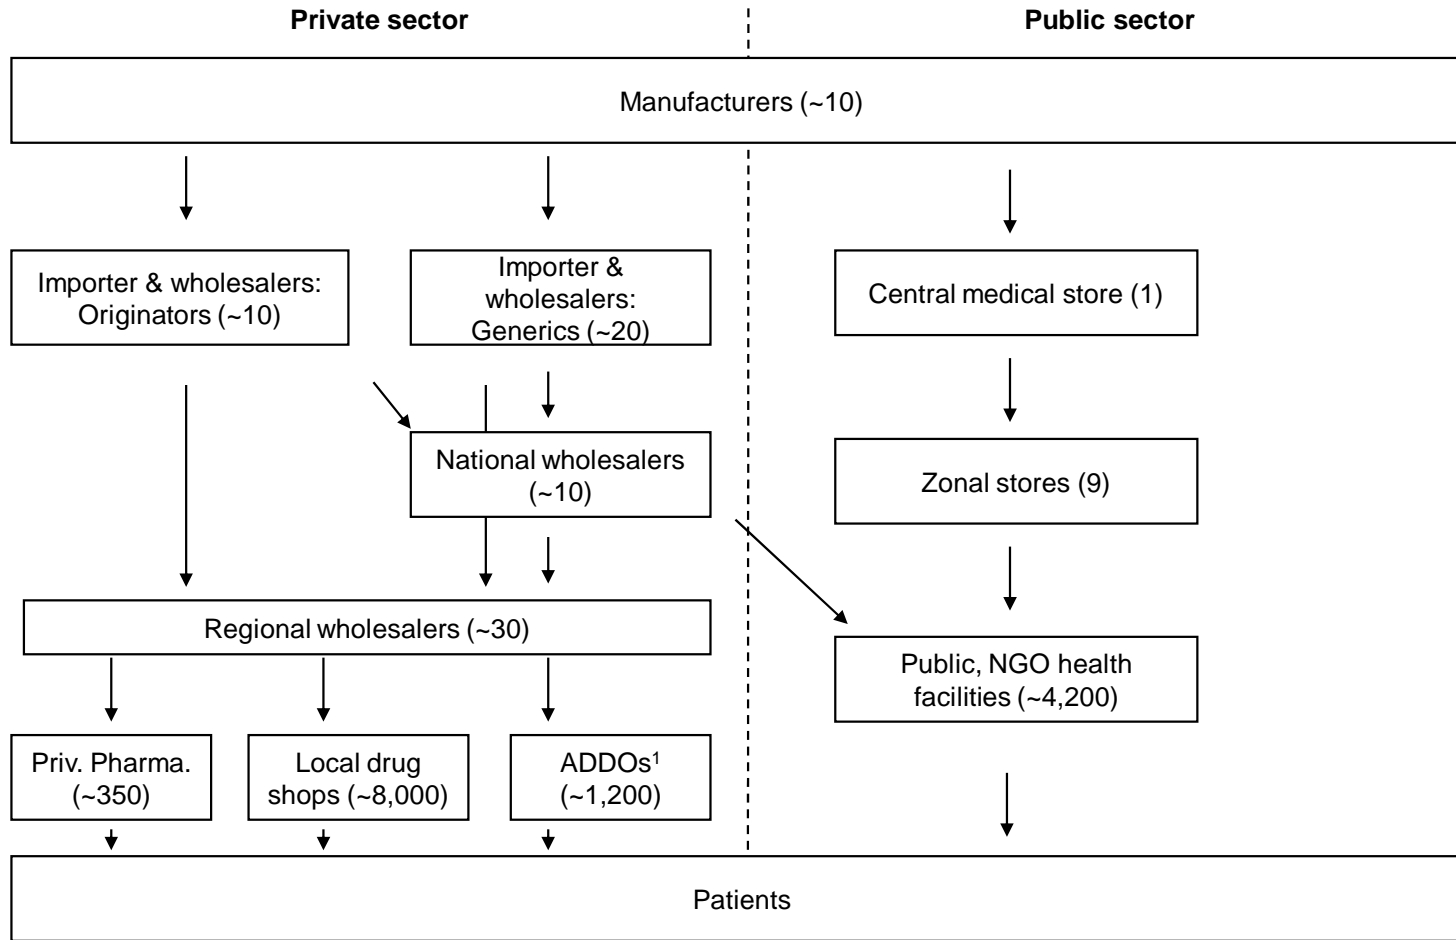 Private sector
Public sector
Manufacturers (~10)
Importer & wholesalers:
Originators (~10)
Importer &
wholesalers:
Generics (~20)
Central medical store (1)
National wholesalers
(~10)
Zonal stores (9)
Regional wholesalers (~30)
Public, NGO health
facilities (~4,200)
Priv. Pharma.
(~350)
Local drug
shops (~8,000)
ADDOs¹
(~1,200)
Patients